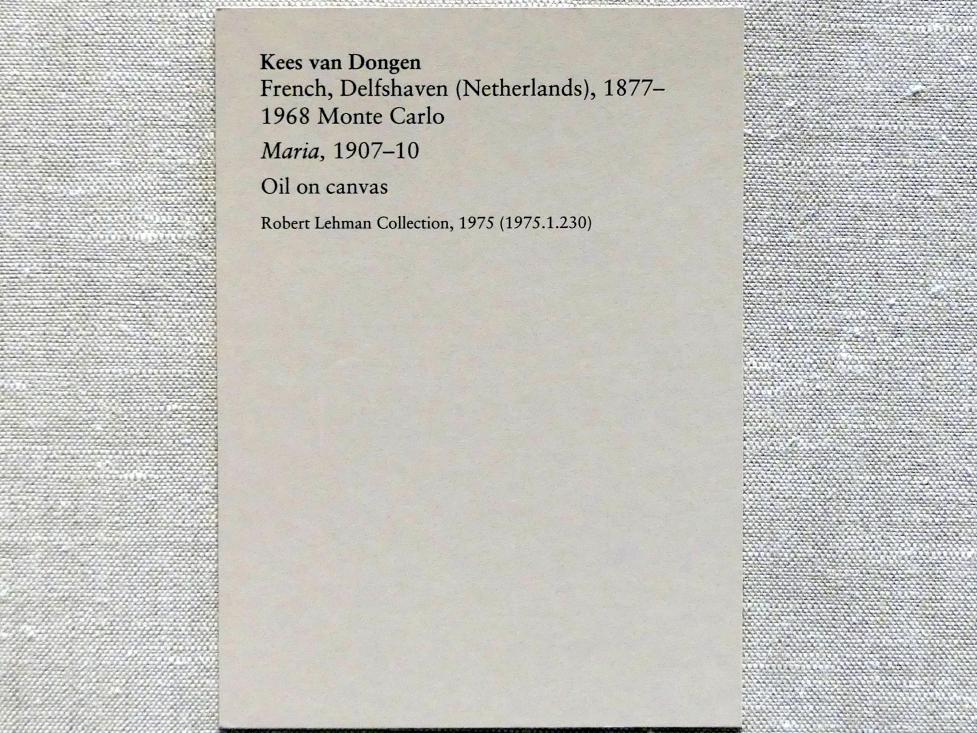 Kees van Dongen
French, Delfshaven (Netherlands), 1877–
1968 Monte Carlo
Maria, 1907–10
Oil on canvas
Robert Lehman Collection, 1975 (1975.1.230)